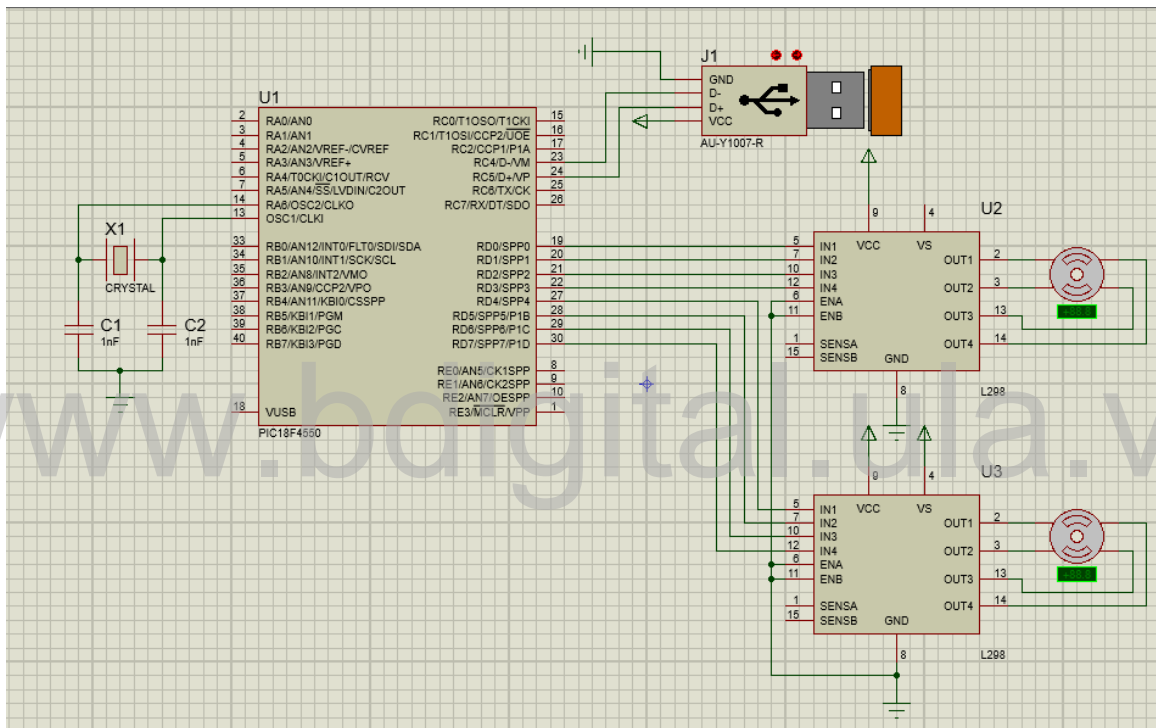 J1
GND
D-
D+
VCC
AU-Y1007-R
U1
2 RA0/AN0
3 RA1/AN1
4 RA2/AN2/VREF-/CVREF
5 RA3/AN3/VREF+
6 RA4/T0CKI/C1OUT/RCV
7 RA5/AN4/SS/LVDIN/C2OUT
14 RA6/OSC2/CLKO
13 OSC1/CLKI
33 RB0/AN12/INT0/FLT0/SDI/SDA
34 RB1/AN10/INT1/SCK/SCL
35 RB2/AN8/INT2/VMO
36 RB3/AN9/CCP2/VPO
37 RB4/AN11/KBI0/CSSPP
38 RB5/KBI1/PGM
39 RB6/KBI2/PGC
40 RB7/KBI3/PGD
18 VUSB
RC0/T1OSO/T1CKI 15
RC1/T1OSI/CCP2/UOE 16
RC2/CCP1/P1A 17
RC4/D-/VM 23
RC5/D+/VP 24
RC6/TX/CK 25
RC7/RX/DT/SDO 26
RD0/SPP0 19
RD1/SPP1 20
RD2/SPP2 21
RD3/SPP3 22
RD4/SPP4 27
RD5/SPP5/P1B 28
RD6/SPP6/P1C 29
RD7/SPP7/P1D 30
RE0/AN5/CK1SPP 8
RE1/AN6/CK2SPP 9
RE2/AN7/OESPP 10
RE3/MCLR/VPP 1
PIC18F4550
X1
CRYSTAL
C1
1nF
C2
1nF
U2
9
4
VCC
VS
5 IN1
7 IN2
10 IN3
12 IN4
6 ENA
11 ENB
1 SENSA
15 SENSB
OUT1 2
OUT2 3
OUT3 13
OUT4 14
GND
8
L298
+88.8
www.bdigital.ula.v
U3
9
4
VCC
VS
5 IN1
7 IN2
10 IN3
12 IN4
6 ENA
11 ENB
1 SENSA
15 SENSB
OUT1 2
OUT2 3
OUT3 13
OUT4 14
GND
8
L298
+88.8